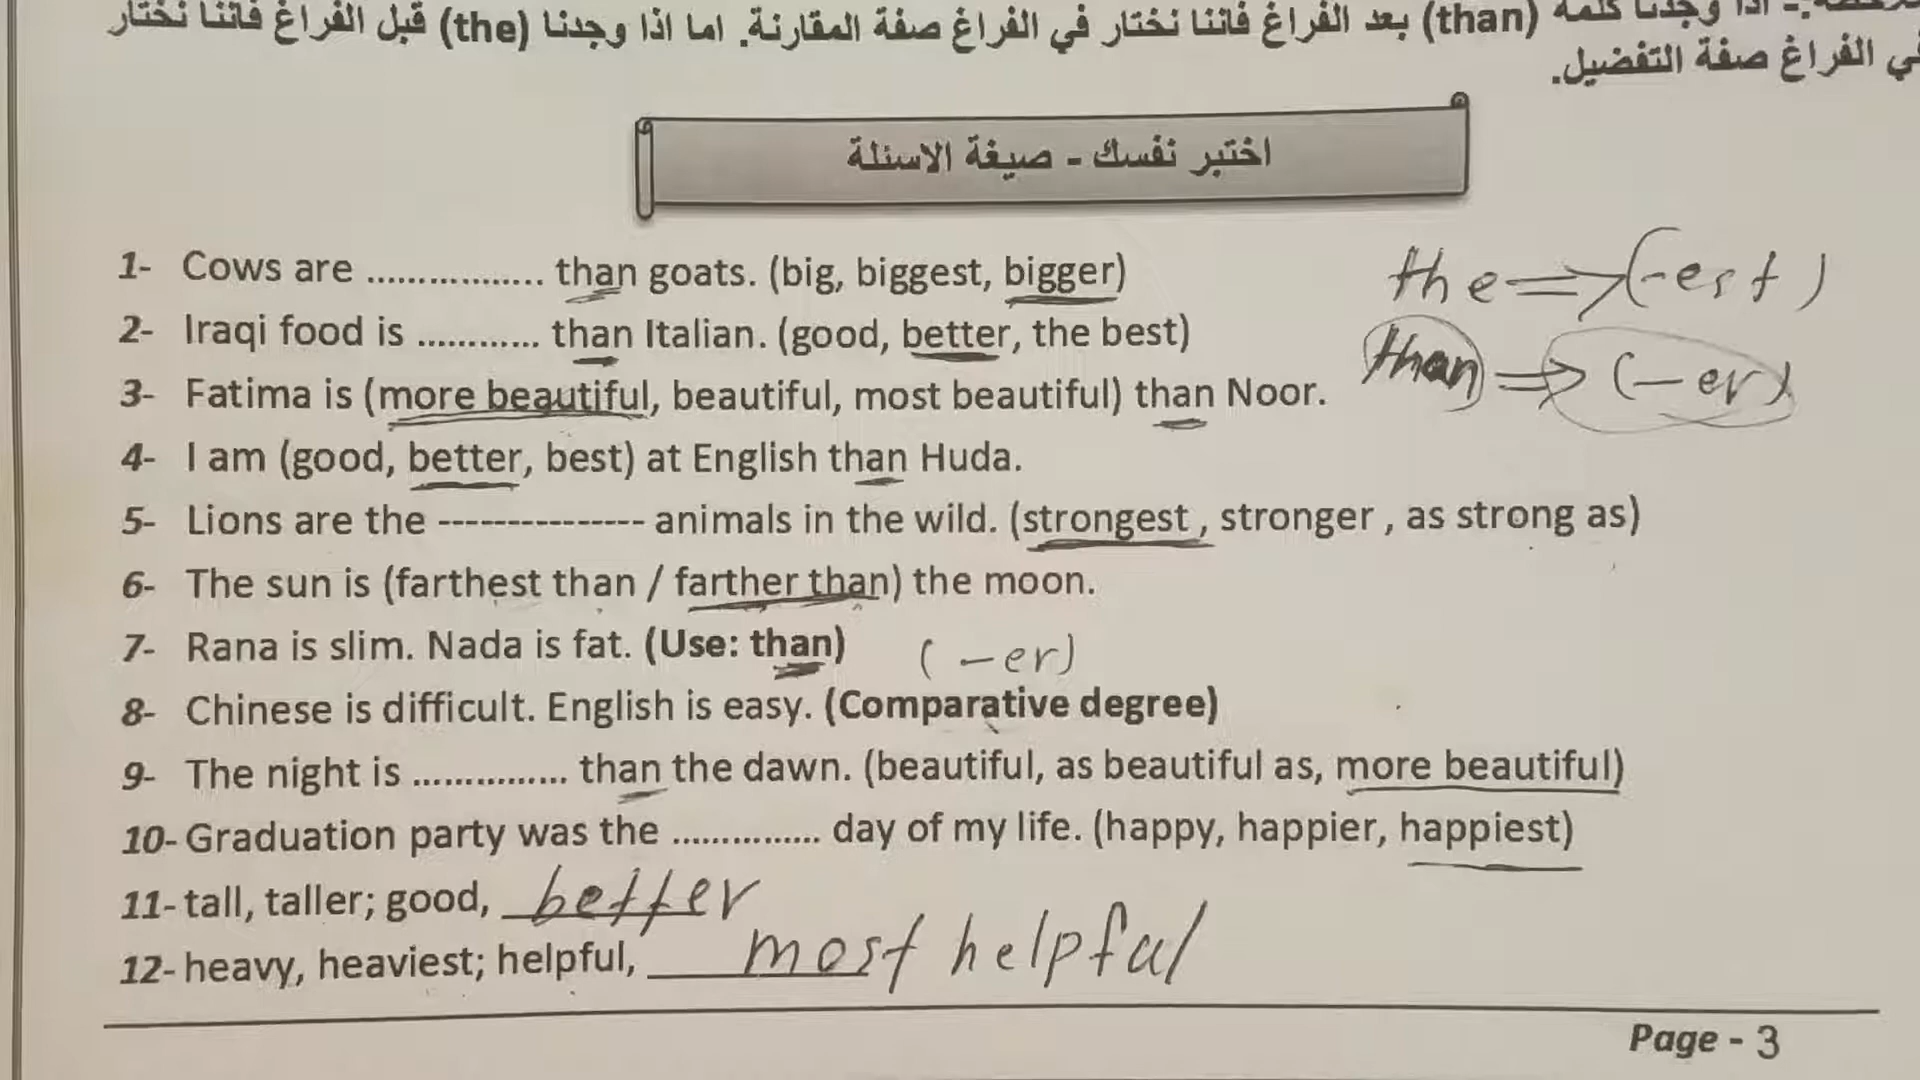 اذا وجدنا كلمة (than) بعد الفراغ فاننا نختار في الفراغ صفة المقارنة. اما اذا وجدنا (the) قبل الفراغ فاننا نختار
في الفراغ صفة التفضيل.
اختبر نفسك - صيغة الاسئلة
1- Cows are ................ than goats. (big, biggest, bigger)
the ⇒ (-est)
2- Iraqi food is ............ than Italian. (good, better, the best)
than ⇒ (-er)
3- Fatima is (more beautiful, beautiful, most beautiful) than Noor.
4- I am (good, better, best) at English than Huda.
5- Lions are the --------------- animals in the wild. (strongest , stronger , as strong as)
6- The sun is (farthest than / farther than) the moon.
7- Rana is slim. Nada is fat. (Use: than) (-er)
8- Chinese is difficult. English is easy. (Comparative degree)
9- The night is ............... than the dawn. (beautiful, as beautiful as, more beautiful)
10- Graduation party was the .............. day of my life. (happy, happier, happiest)
11- tall, taller; good, better
12- heavy, heaviest; helpful, most helpful
Page - 3